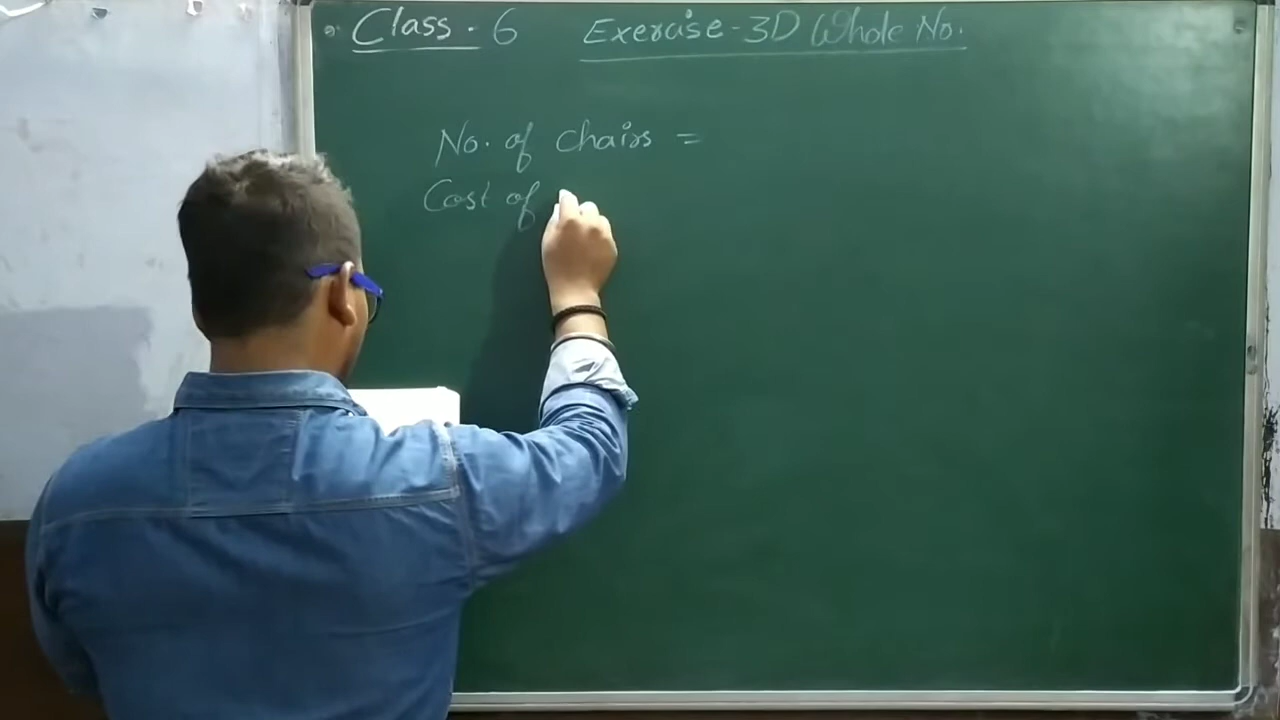 Class - 6 Exercise - 3D Whole No.
No. of chairs =
Cost of